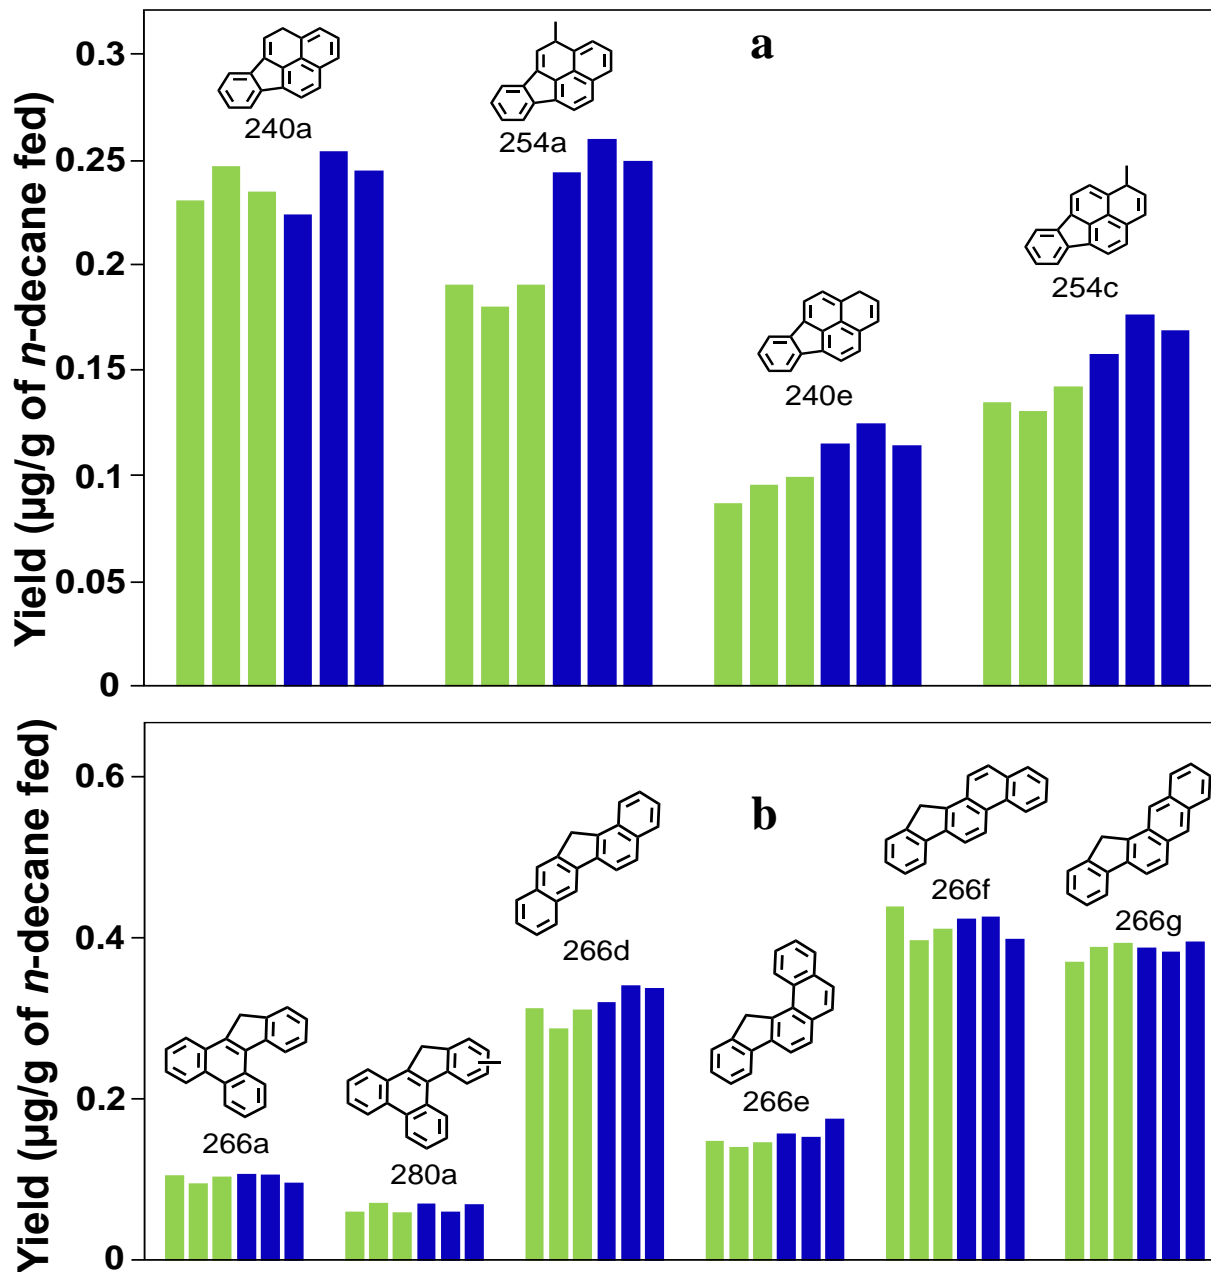 Yield (µg/g of n-decane fed)
0.3
0.25
0.2
0.15
0.1
0.05
0
a
240a
254a
240e
254c
Yield (µg/g of n-decane fed)
0.6
0.4
0.2
0
b
266a
280a
266d
266e
266f
266g